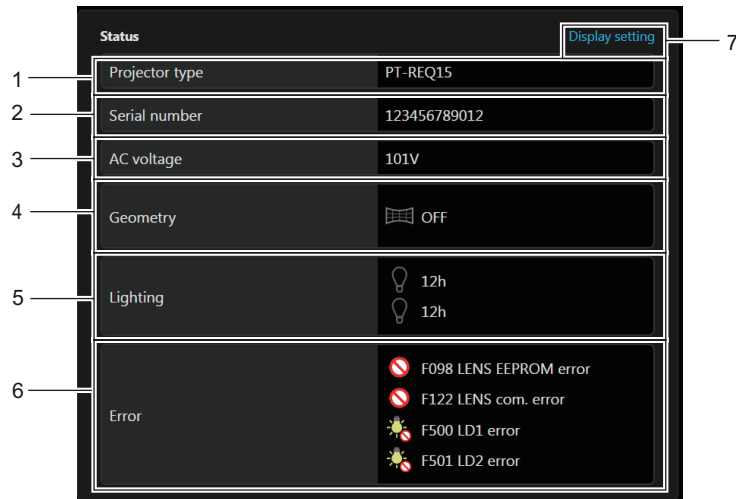 Status
Display setting
7
1
Projector type
PT-REQ15
2
Serial number
123456789012
3
AC voltage
101V
4
Geometry
OFF
5
Lighting
12h
12h
6
Error
F098 LENS EEPROM error
F122 LENS com. error
F500 LD1 error
F501 LD2 error